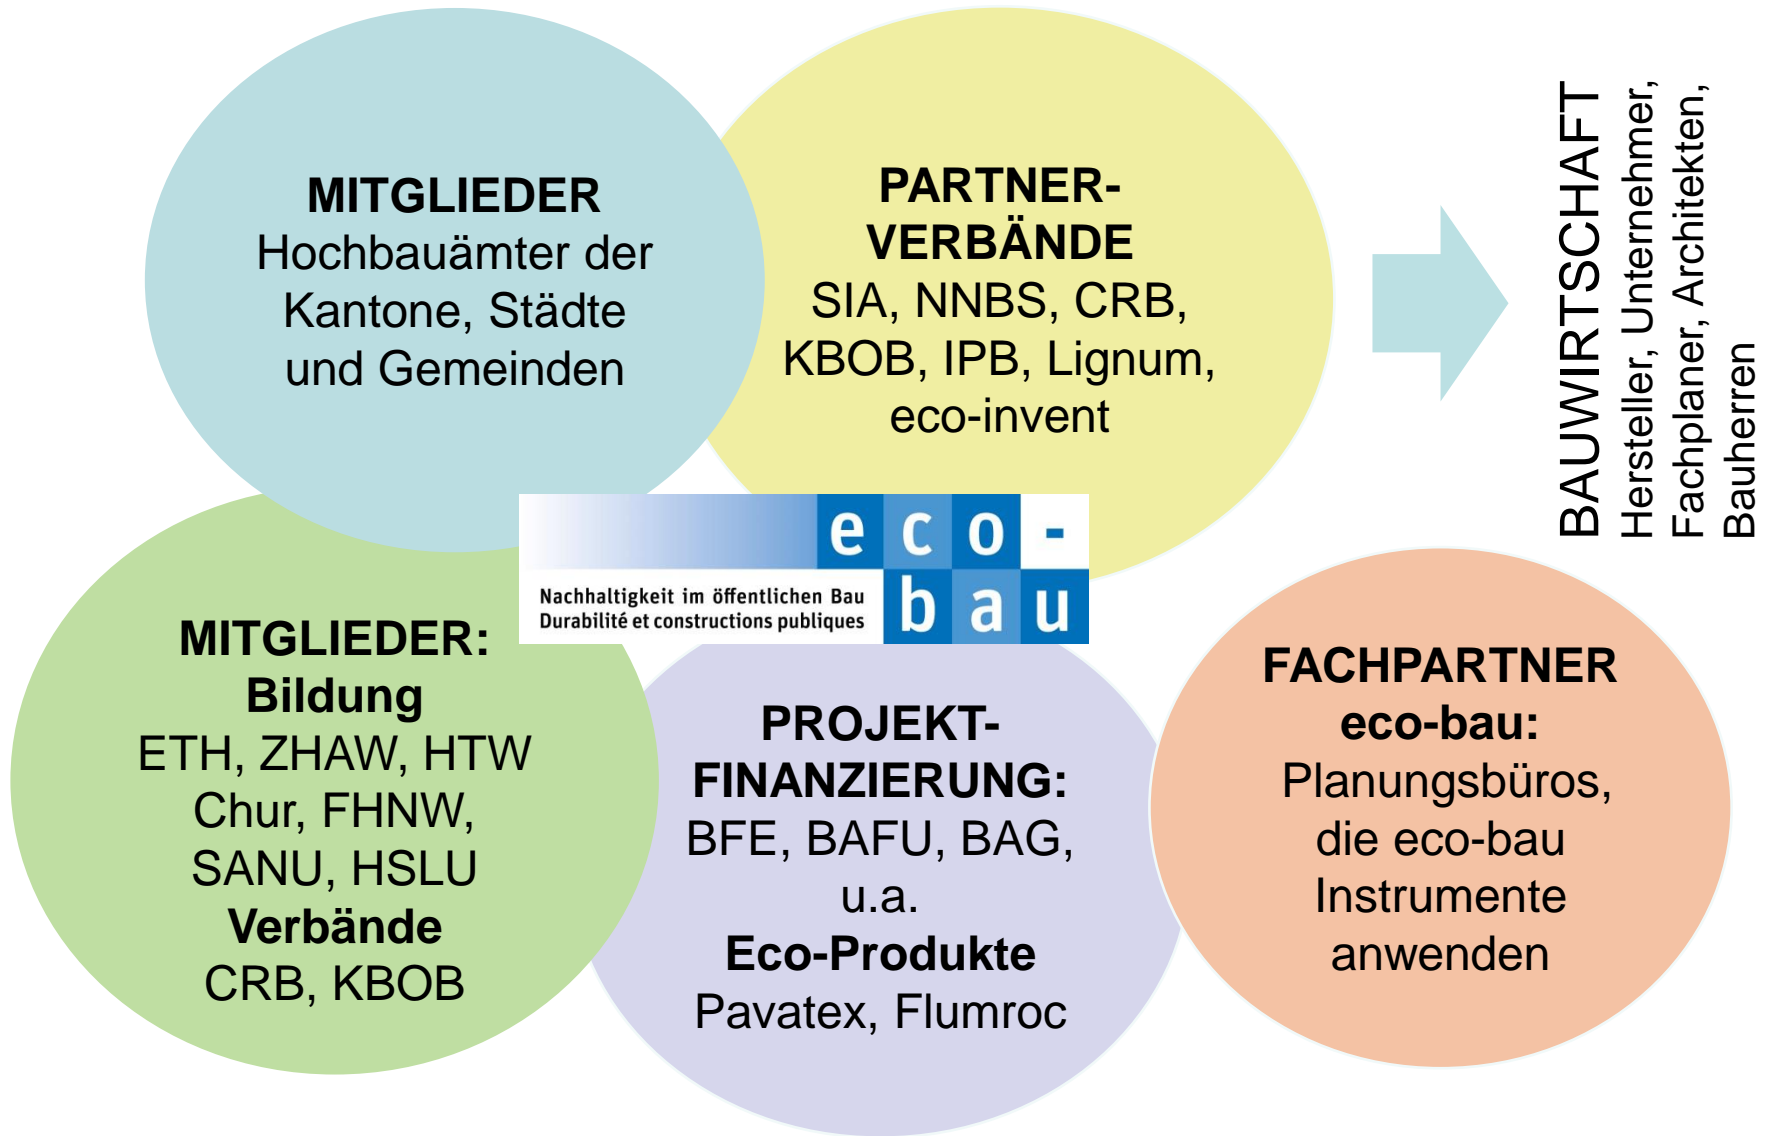 MITGLIEDER
Hochbauämter der
Kantone, Städte
und Gemeinden
PARTNER-
VERBÄNDE
SIA, NNBS, CRB,
KBOB, IPB, Lignum,
eco-invent
BAUWIRTSCHAFT
Hersteller, Unternehmer,
Fachplaner, Architekten,
Bauherren
eco-
bau
Nachhaltigkeit im öffentlichen Bau
Durabilité et constructions publiques
MITGLIEDER:
Bildung
ETH, ZHAW, HTW
Chur, FHNW,
SANU, HSLU
Verbände
CRB, KBOB
PROJEKT-
FINANZIERUNG:
BFE, BAFU, BAG,
u.a.
Eco-Produkte
Pavatex, Flumroc
FACHPARTNER
eco-bau:
Planungsbüros,
die eco-bau
Instrumente
anwenden